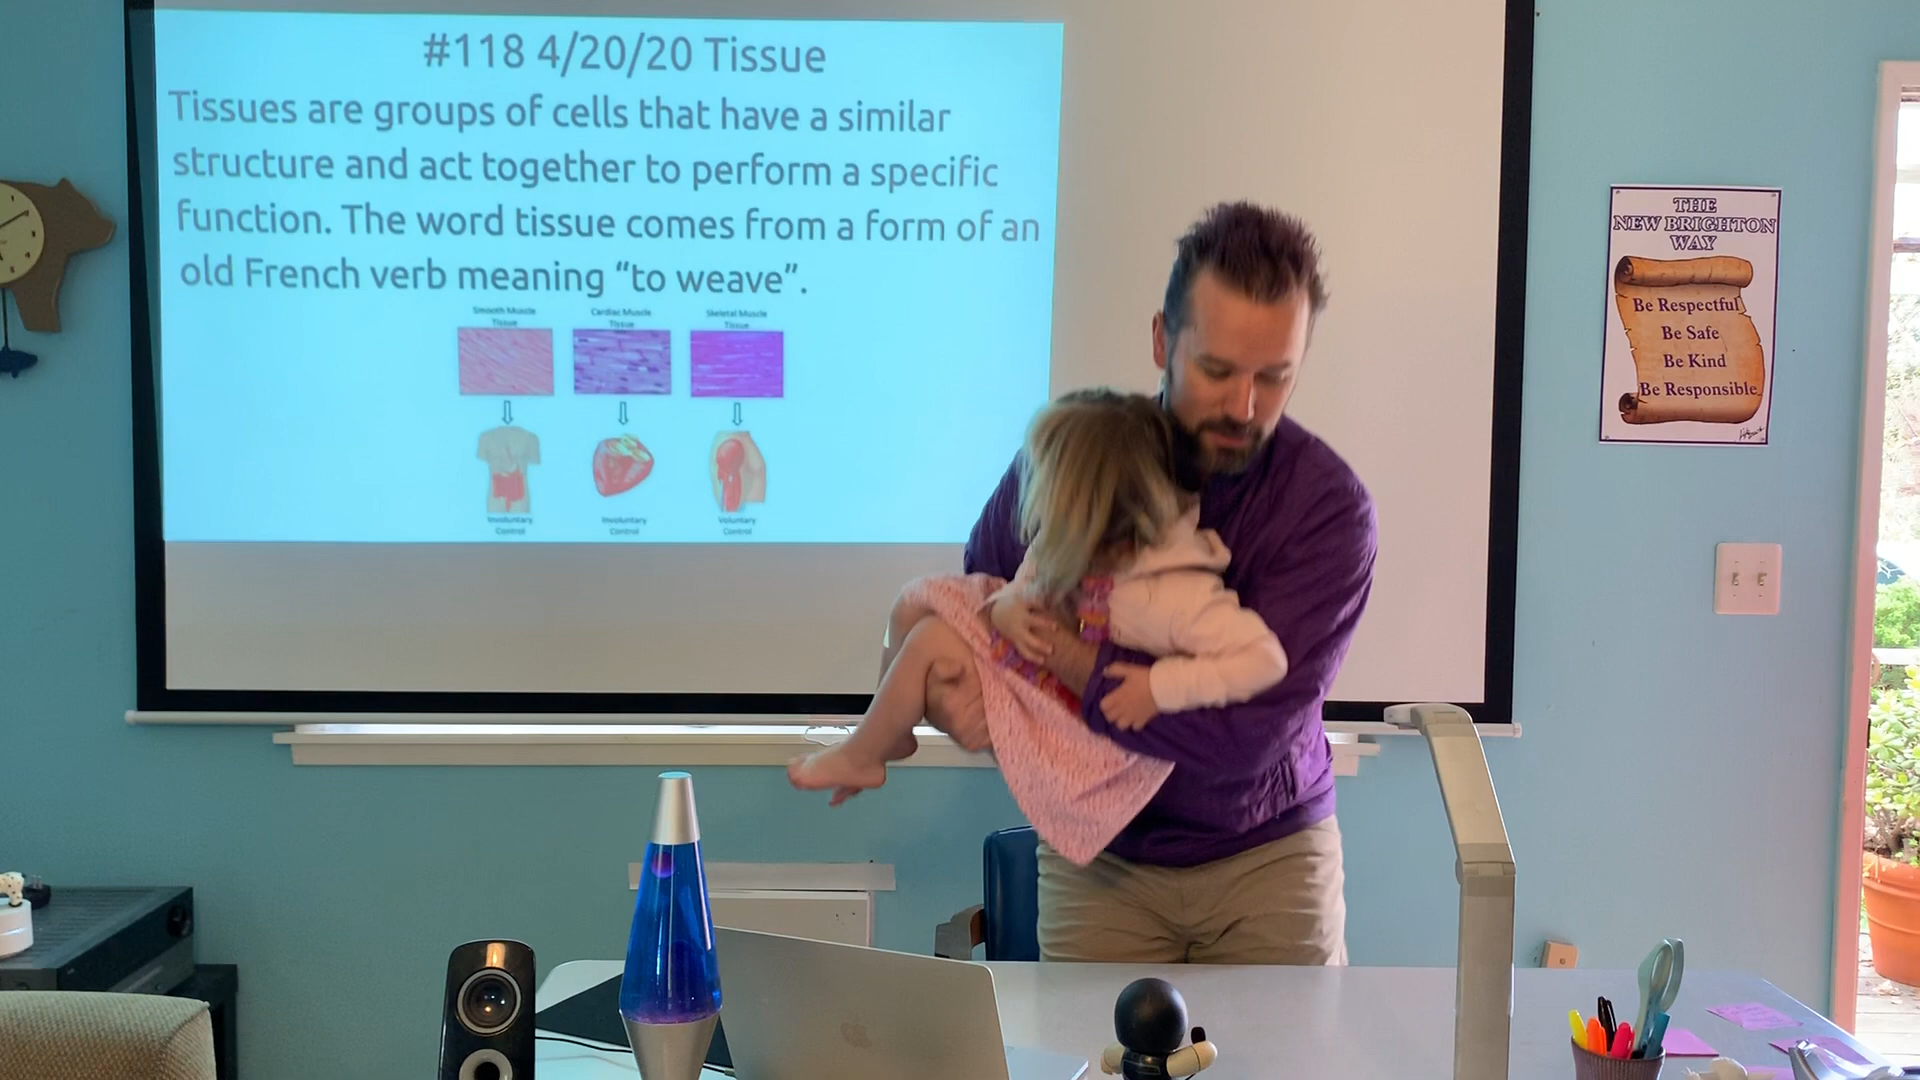 #118 4/20/20 Tissue
Tissues are groups of cells that have a similar
structure and act together to perform a specific
function. The word tissue comes from a form of an
old French verb meaning “to weave”.
Smooth Muscle
Tissue
Cardiac Muscle
Tissue
Skeletal Muscle
Tissue
Involuntary
Control
Involuntary
Control
Voluntary
Control
THE
NEW BRIGHTON
WAY
Be Respectful
Be Safe
Be Kind
Be Responsible